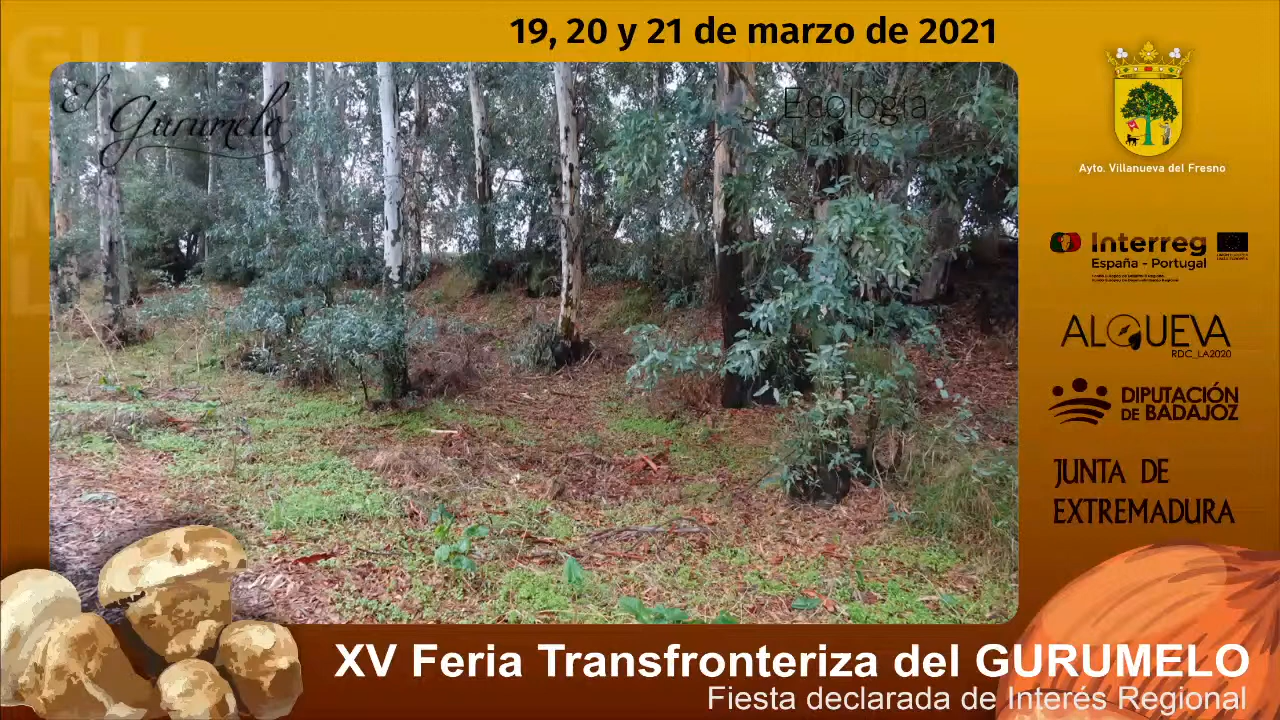 19, 20 y 21 de marzo de 2021
El Gurumelo
Ecología
Hábitats
Ayto. Villanueva del Fresno
Interreg
España - Portugal
ALQUEVA
RDC_LA2020
DIPUTACIÓN
DE BADAJOZ
JUNTA DE
EXTREMADURA
XV Feria Transfronteriza del GURUMELO
Fiesta declarada de Interés Regional